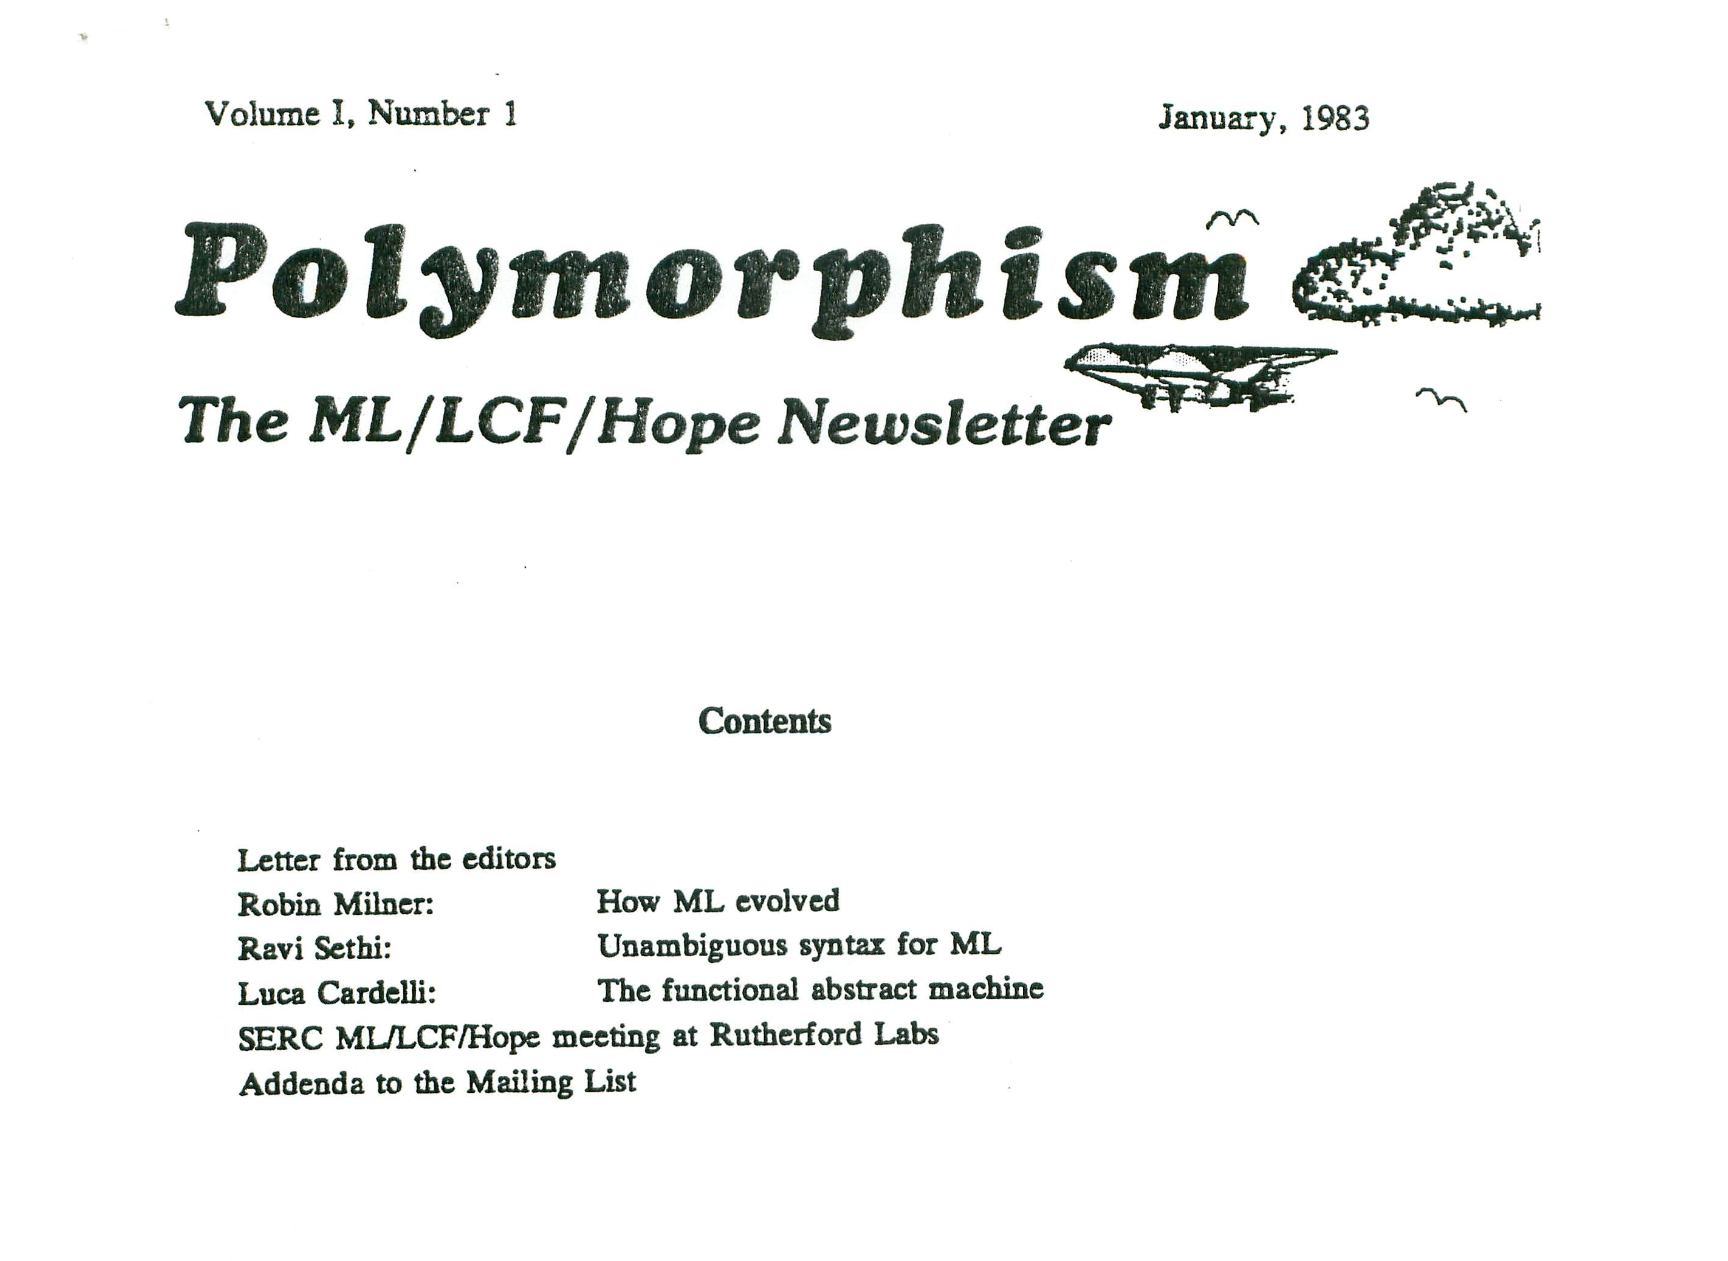 Volume I, Number 1
January, 1983
Polymorphism
The ML/LCF/Hope Newsletter
Contents
Letter from the editors
Robin Milner: How ML evolved
Ravi Sethi: Unambiguous syntax for ML
Luca Cardelli: The functional abstract machine
SERC ML/LCF/Hope meeting at Rutherford Labs
Addenda to the Mailing List